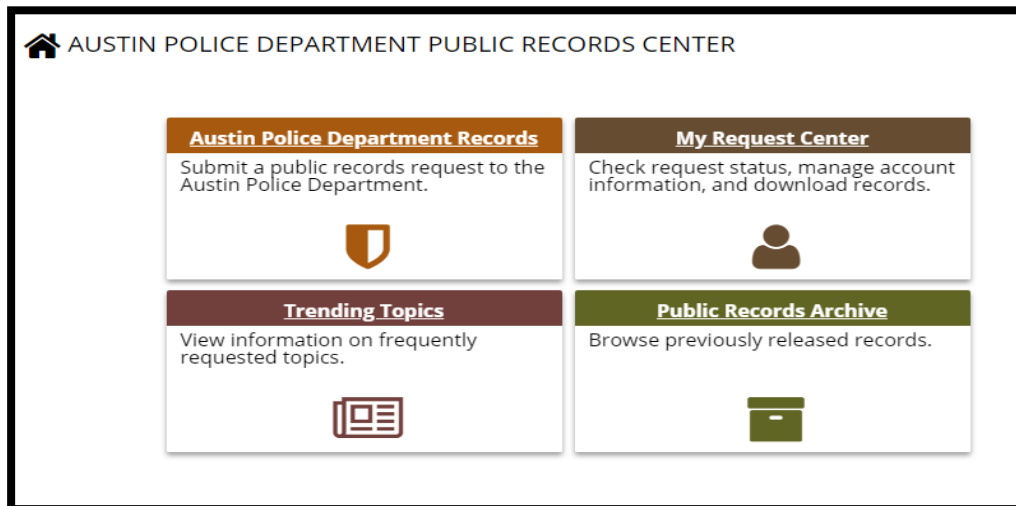 AUSTIN POLICE DEPARTMENT PUBLIC RECORDS CENTER
Austin Police Department Records
Submit a public records request to the
Austin Police Department.
My Request Center
Check request status, manage account
information, and download records.
Trending Topics
View information on frequently
requested topics.
Public Records Archive
Browse previously released records.